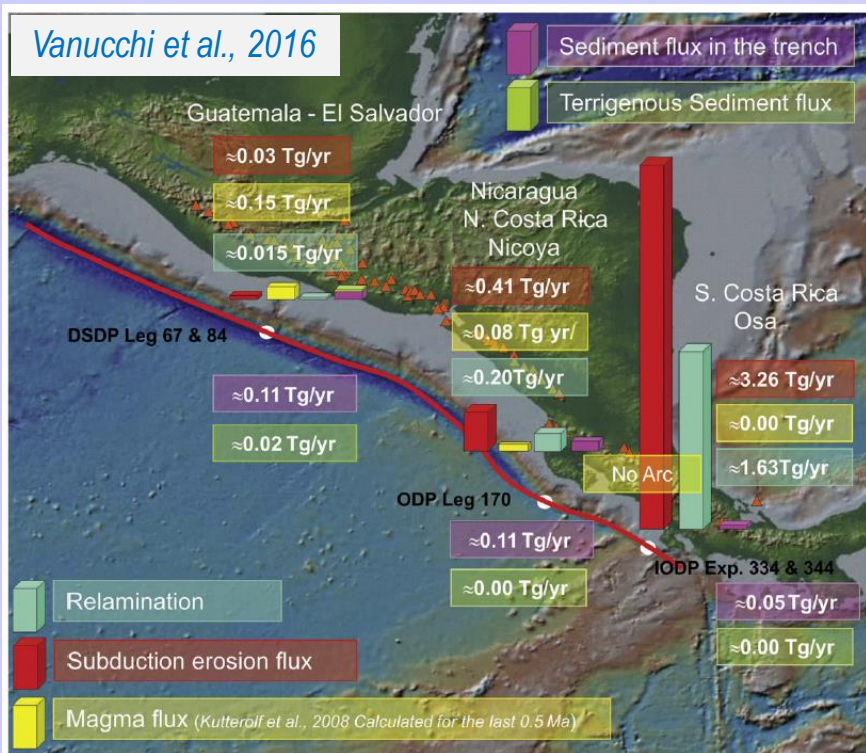 Vanucchi et al., 2016
Sediment flux in the trench
Terrigenous Sediment flux
Guatemala - El Salvador
≈0.03 Tg/yr
≈0.15 Tg/yr
≈0.015 Tg/yr
Nicaragua
N. Costa Rica
Nicoya
≈0.41 Tg/yr
≈0.08 Tg yr/
≈0.20Tg/yr
S. Costa Rica
Osa
≈3.26 Tg/yr
≈0.00 Tg/yr
≈1.63Tg/yr
DSDP Leg 67 & 84
≈0.11 Tg/yr
≈0.02 Tg/yr
No Arc
ODP Leg 170
≈0.11 Tg/yr
≈0.00 Tg/yr
IODP Exp. 334 & 344
≈0.05Tg/yr
≈0.00 Tg/yr
Relamination
Subduction erosion flux
Magma flux (Kutterolf et al., 2008 Calculated for the last 0.5 Ma)